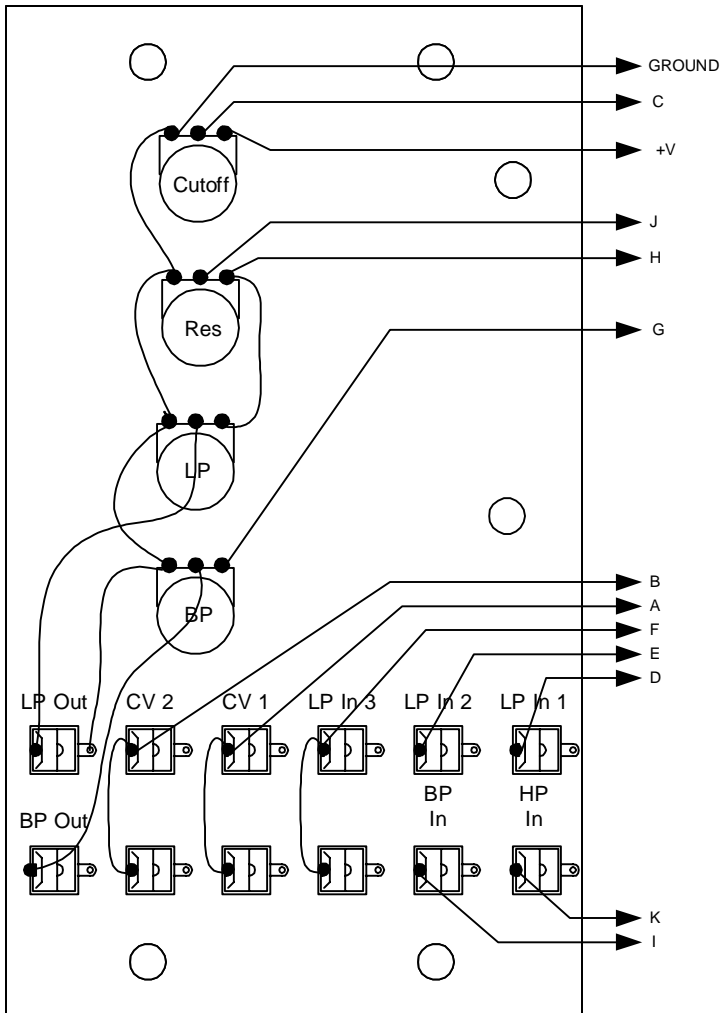 GROUND
C
+V
Cutoff
J
H
Res
G
LP
BP
B
A
F
E
D
LP Out CV 2 CV 1 LP In 3 LP In 2 LP In 1
BP Out BP HP
In In
K
I